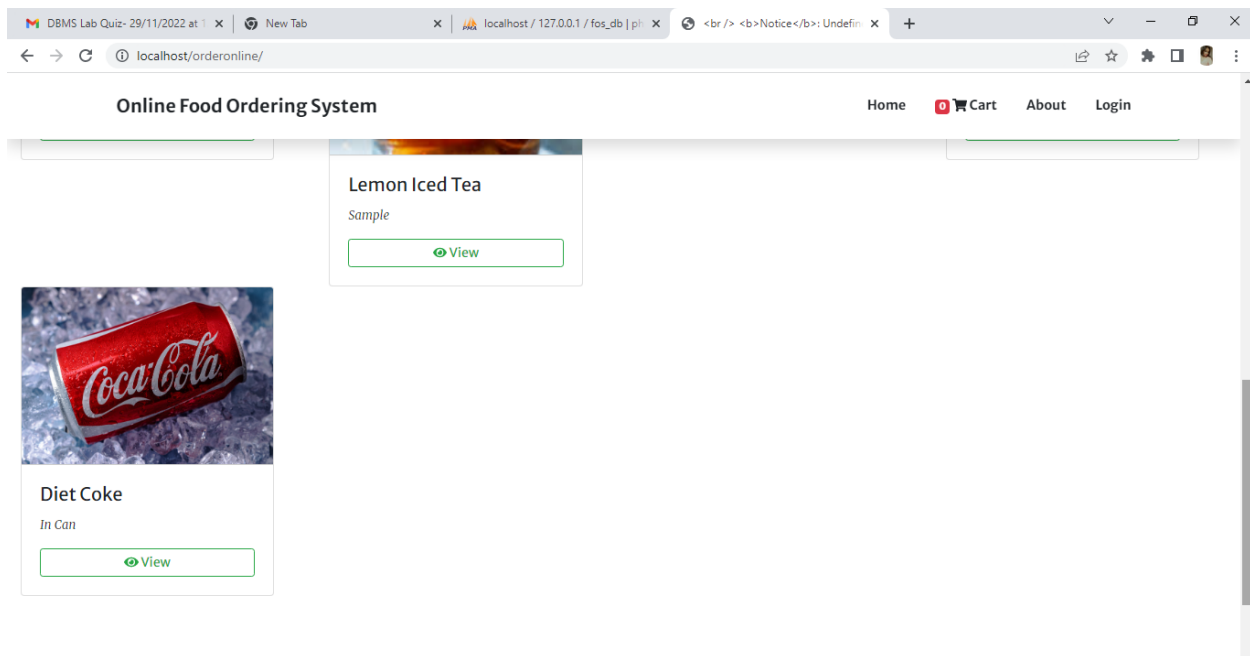 DBMS Lab Quiz- 29/11/2022 at 1
New Tab
localhost / 127.0.0.1 / fos_db | ph
<br /> <b>Notice</b>: Undefin
localhost/orderonline/
Online Food Ordering System
Home
0 Cart
About
Login
Lemon Iced Tea
Sample
View
Coca-Cola
Diet Coke
In Can
View